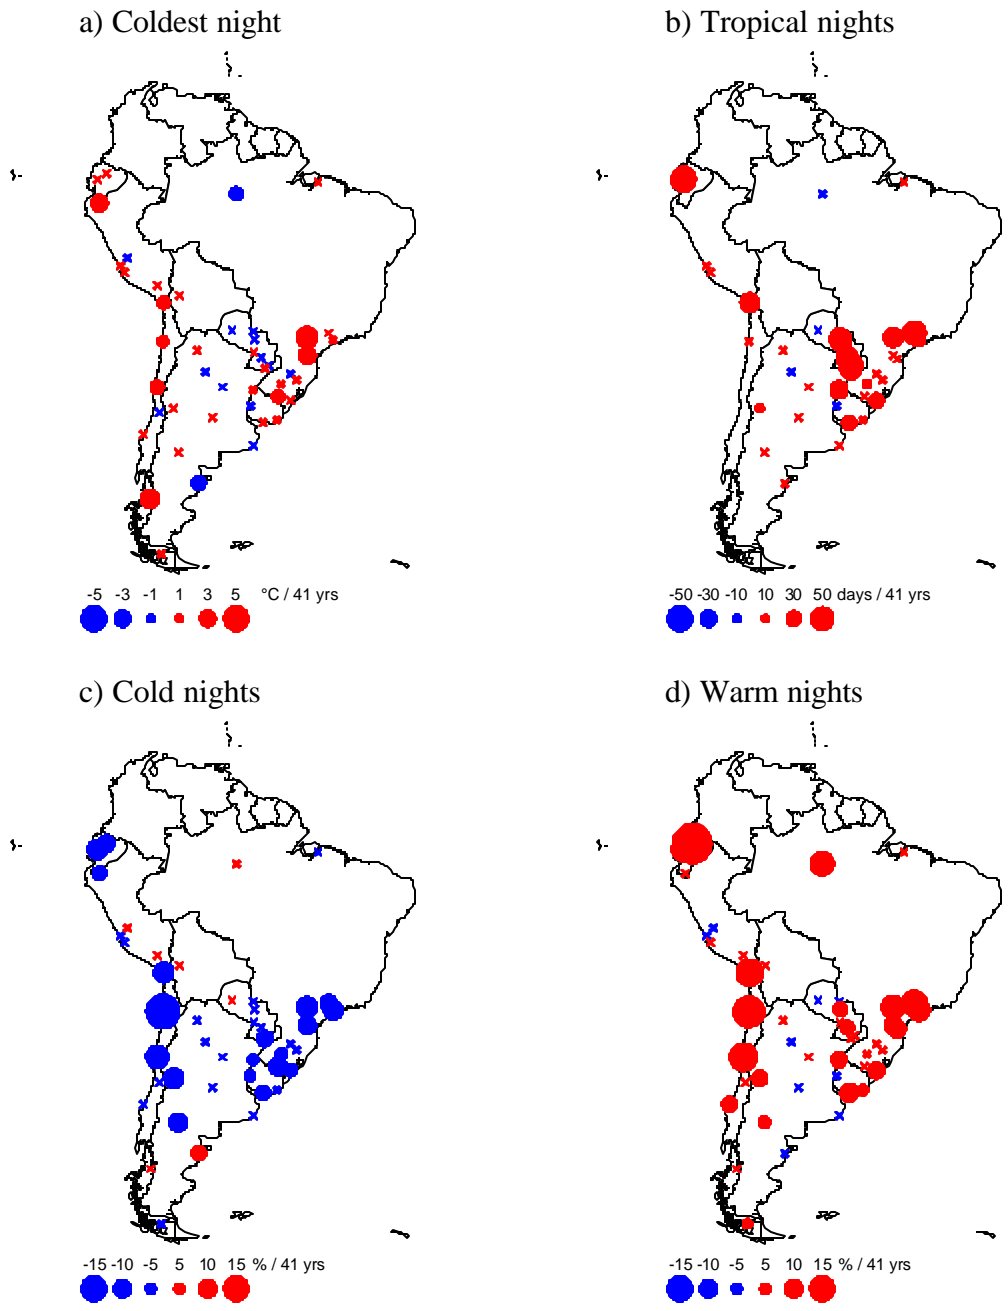 a) Coldest night
b) Tropical nights
-5 -3 -1 1 3 5 °C / 41 yrs
-50 -30 -10 10 30 50 days / 41 yrs
c) Cold nights
d) Warm nights
-15 -10 -5 5 10 15 % / 41 yrs
-15 -10 -5 5 10 15 % / 41 yrs